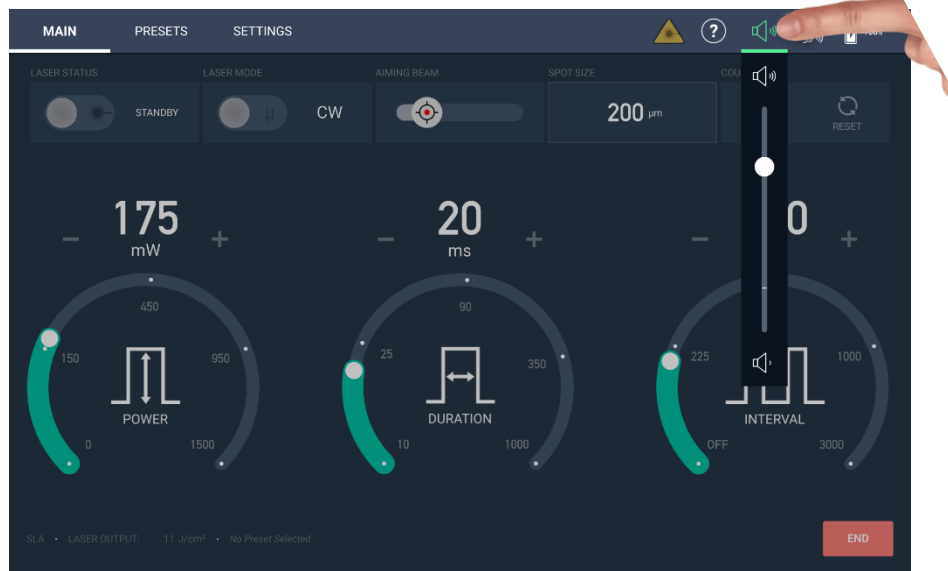 MAIN PRESETS SETTINGS ? 100%
LASER STATUS LASER MODE AIMING BEAM SPOT SIZE
STANDBY µ CW 200 µm RESET
175 20
mW ms
450 90
150 950 25 350 225 1000
POWER DURATION INTERVAL
0 1500 10 1000 OFF 3000
SLA • LASER OUTPUT: 11 J/cm² • No Preset Selected END